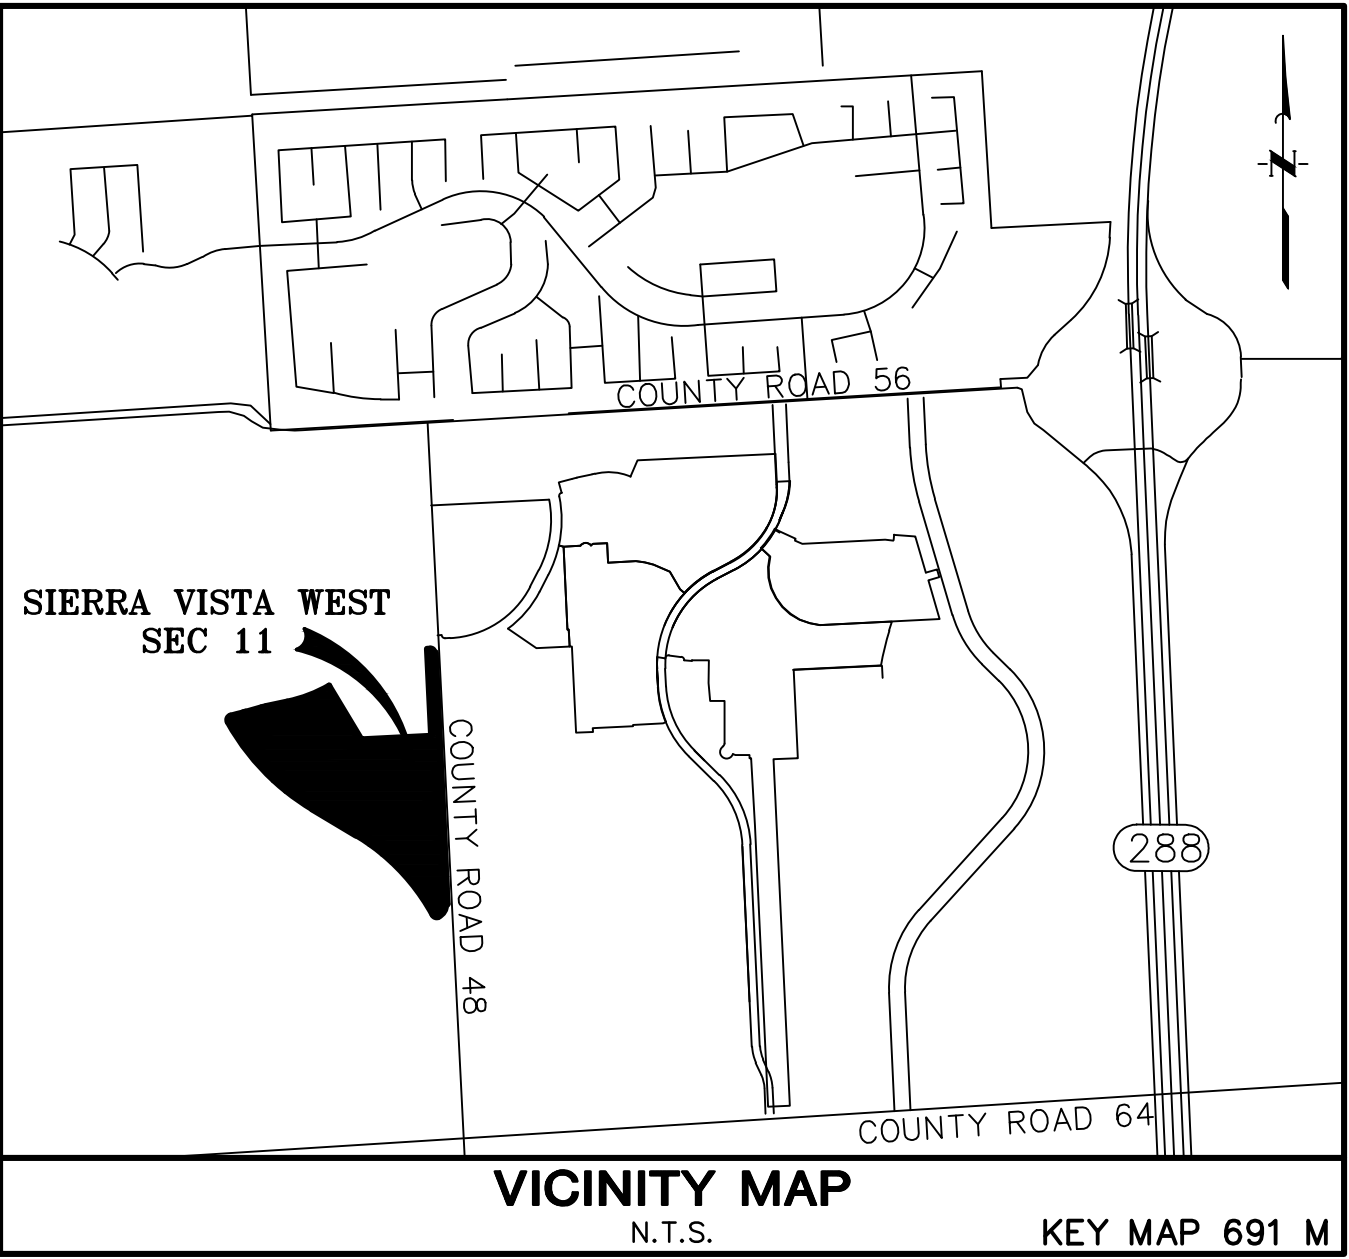 COUNTY ROAD 56
SIERRA VISTA WEST
SEC 11
COUNTY ROAD 48
288
COUNTY ROAD 64
VICINITY MAP
N.T.S.
KEY MAP 691 M
N